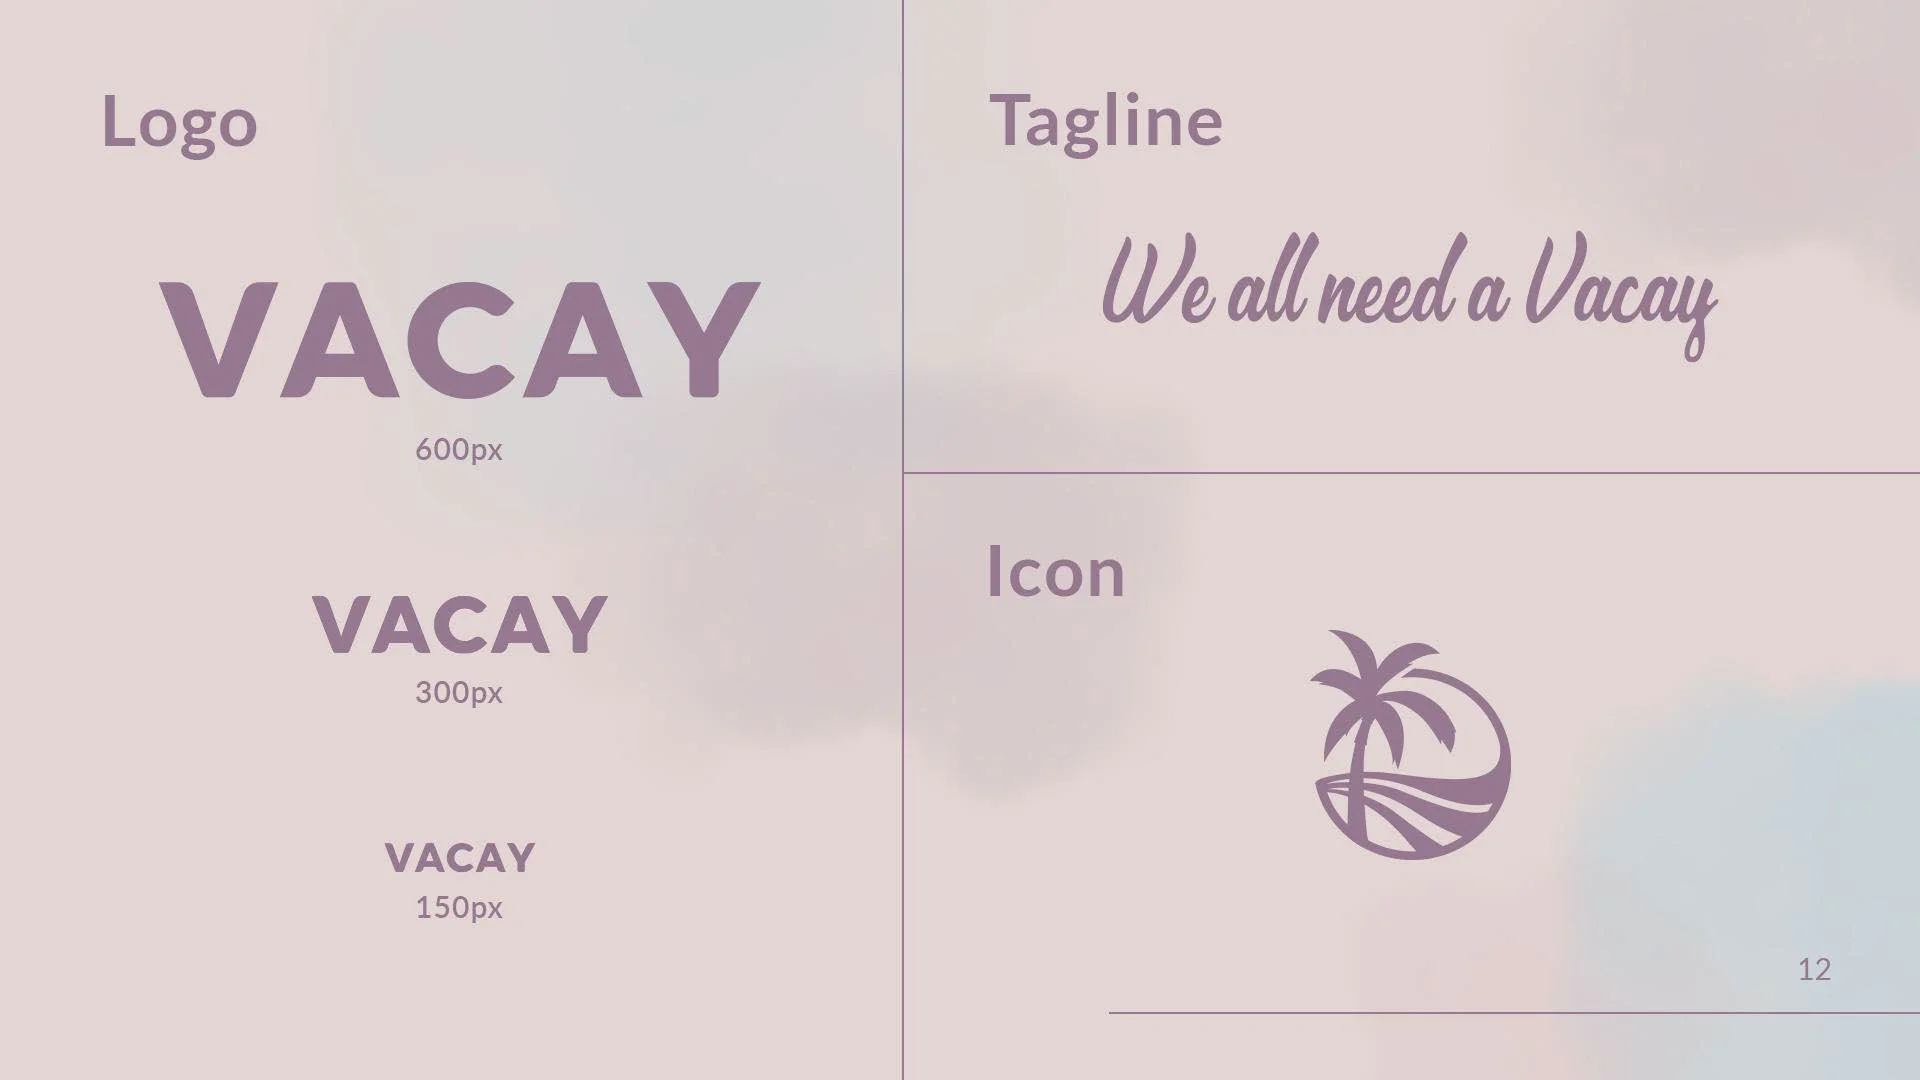 Logo
VACAY
600px
VACAY
300px
VACAY
150px
Tagline
We all need a Vacay
Icon
12